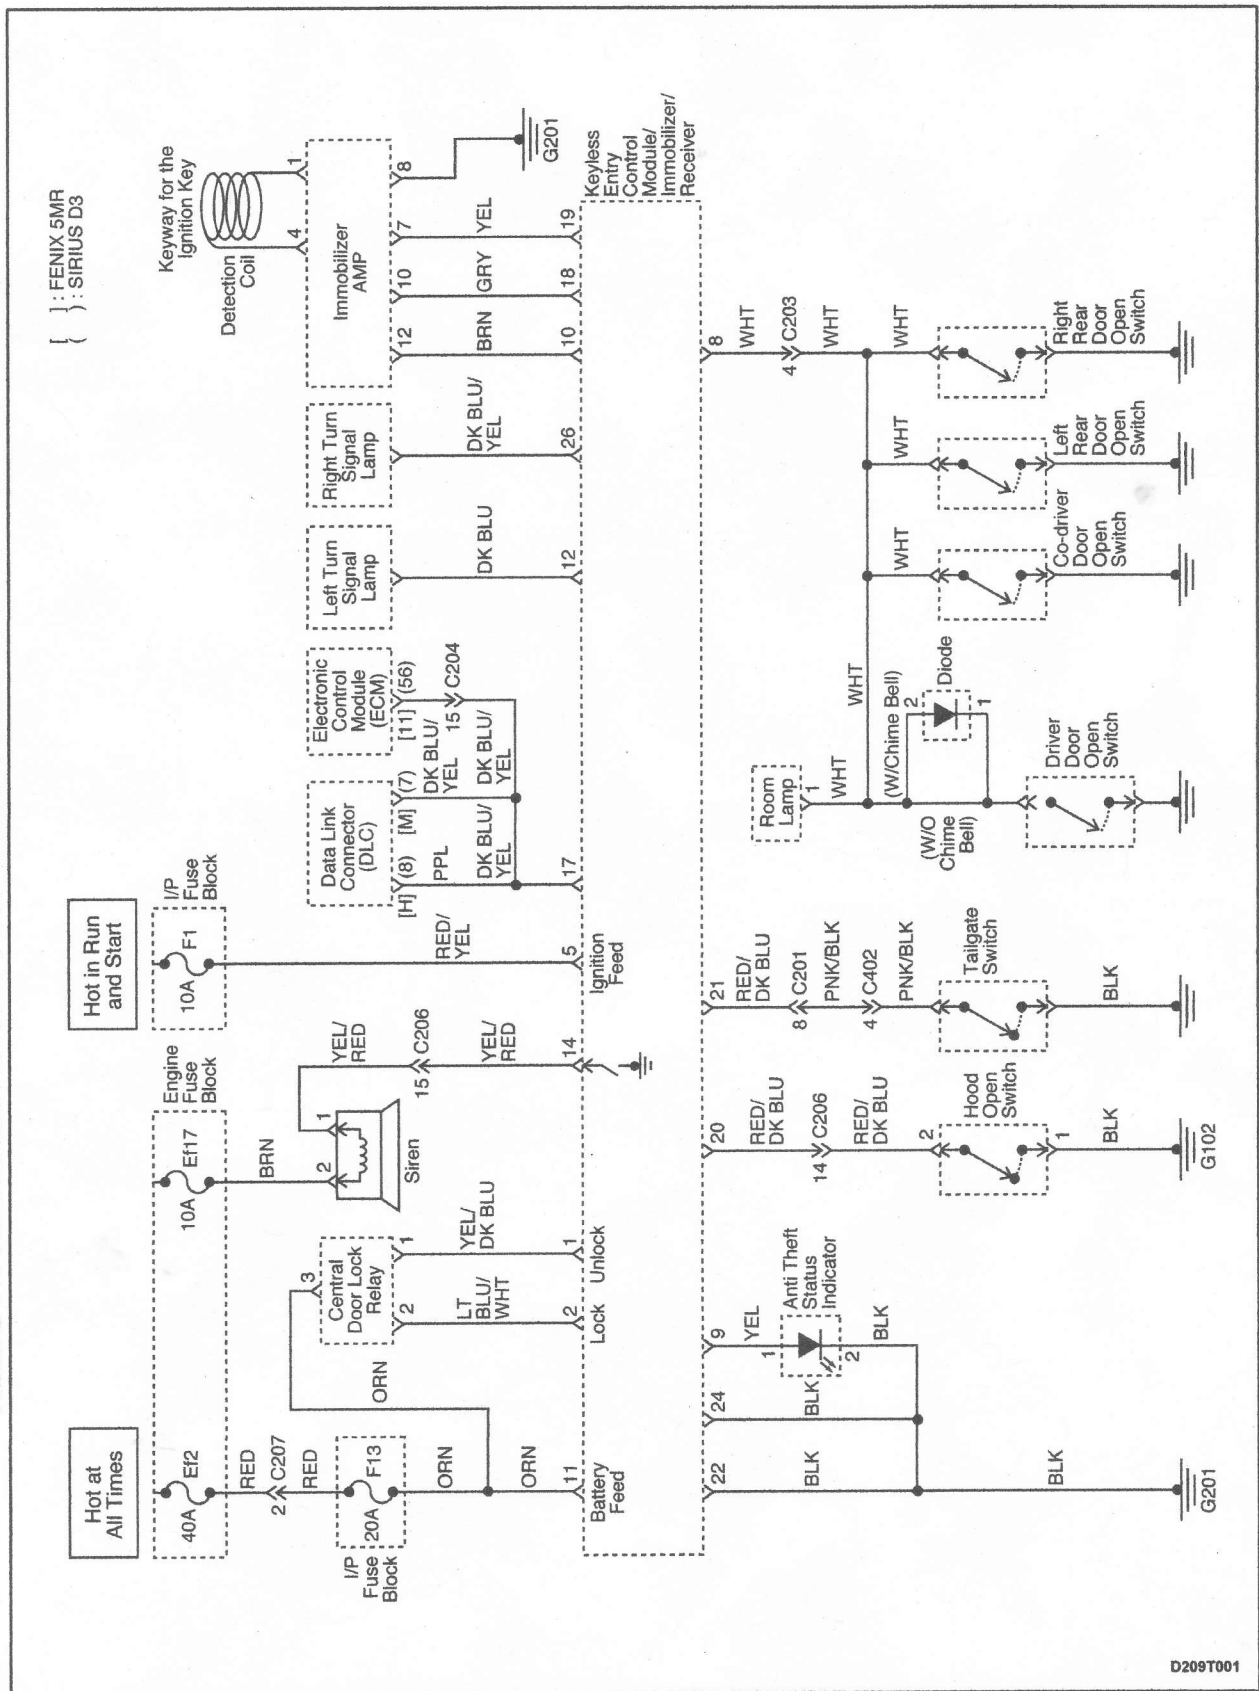 [ ] : FENIX 5MR
( ) : SIRIUS D3
Hot at
All Times
Hot in Run
and Start
Engine
Fuse
Block
40A Ef2
10A Ef17
I/P
Fuse
Block
10A F1
RED
2 C207
RED
I/P
Fuse
Block
20A F13
ORN
ORN
ORN
3
Central
Door Lock
Relay
2
1
LT
BLU/
WHT
YEL/
DK BLU
BRN
2
1
Siren
YEL/
RED
15 C206
YEL/
RED
RED/
YEL
Data Link
Connector
(DLC)
[H] (8)
[M] (7)
PPL
DK BLU/
YEL
DK BLU/
YEL
Electronic
Control
Module
(ECM)
[11] (56)
15 C204
DK BLU/
YEL
Left Turn
Signal
Lamp
DK BLU
Right Turn
Signal
Lamp
DK BLU/
YEL
Keyway for the
Ignition Key
Detection
Coil
4
1
Immobilizer
AMP
12
10
7
8
BRN
GRY
YEL
G201
11
Battery
Feed
2
Lock
1
Unlock
14
5
Ignition
Feed
17
12
26
10
18
19
Keyless
Entry
Control
Module/
Immobilizer/
Receiver
22
24
9
20
21
8
BLK
BLK
YEL
1
Anti Theft
Status
Indicator
2
BLK
BLK
G201
RED/
DK BLU
14 C206
RED/
DK BLU
2
Hood
Open
Switch
1
BLK
G102
RED/
DK BLU
8 C201
PNK/BLK
4 C402
PNK/BLK
Tailgate
Switch
BLK
Room
Lamp
1
WHT
WHT
(W/Chime Bell)
2
Diode
1
(W/O
Chime
Bell)
Driver
Door
Open
Switch
WHT
4 C203
WHT
WHT
Co-driver
Door
Open
Switch
WHT
Left
Rear
Door
Open
Switch
WHT
Right
Rear
Door
Open
Switch
D209T001